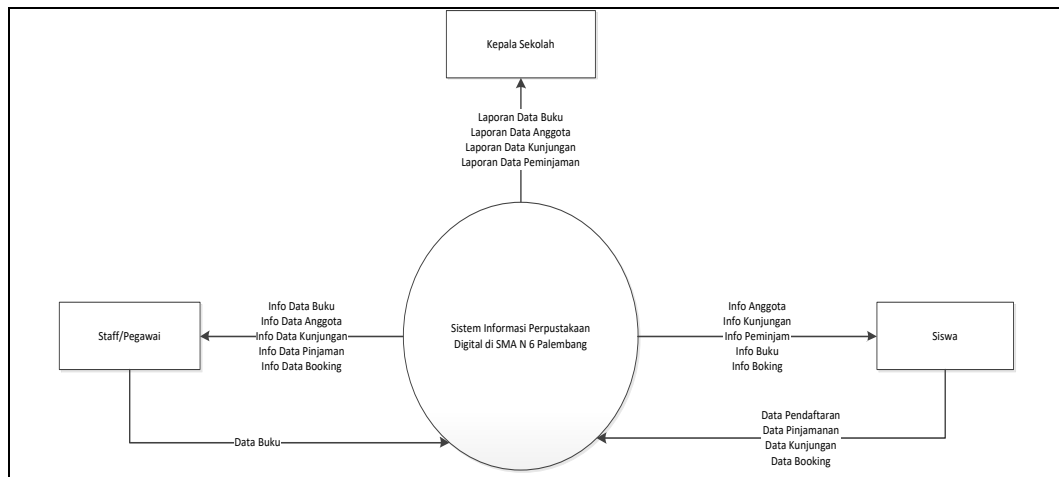 Kepala Sekolah
Laporan Data Buku
Laporan Data Anggota
Laporan Data Kunjungan
Laporan Data Peminjaman
Staff/Pegawai
Info Data Buku
Info Data Anggota
Info Data Kunjungan
Info Data Pinjaman
Info Data Booking
Sistem Informasi Perpustakaan
Digital di SMA N 6 Palembang
Info Anggota
Info Kunjungan
Info Peminjam
Info Buku
Info Boking
Siswa
Data Buku
Data Pendaftaran
Data Pinjamanan
Data Kunjungan
Data Booking